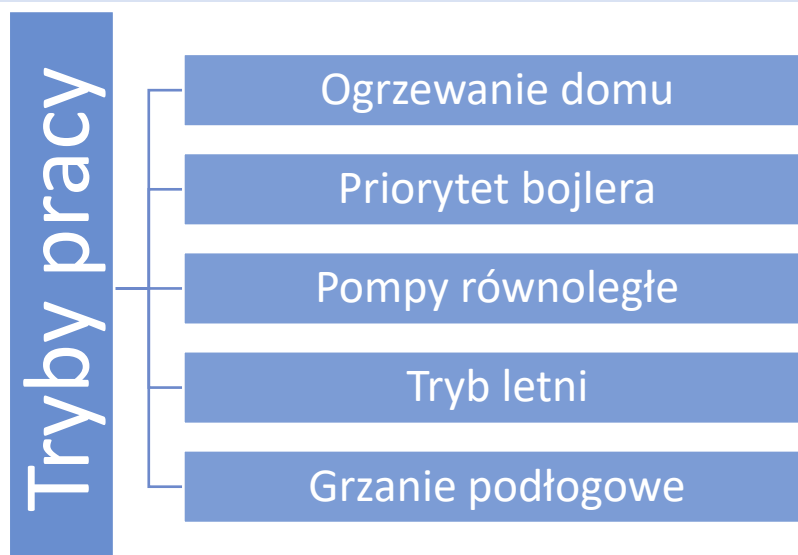 Tryby pracy
Ogrzewanie domu
Priorytet bojlera
Pompy równoległe
Tryb letni
Grzanie podłogowe